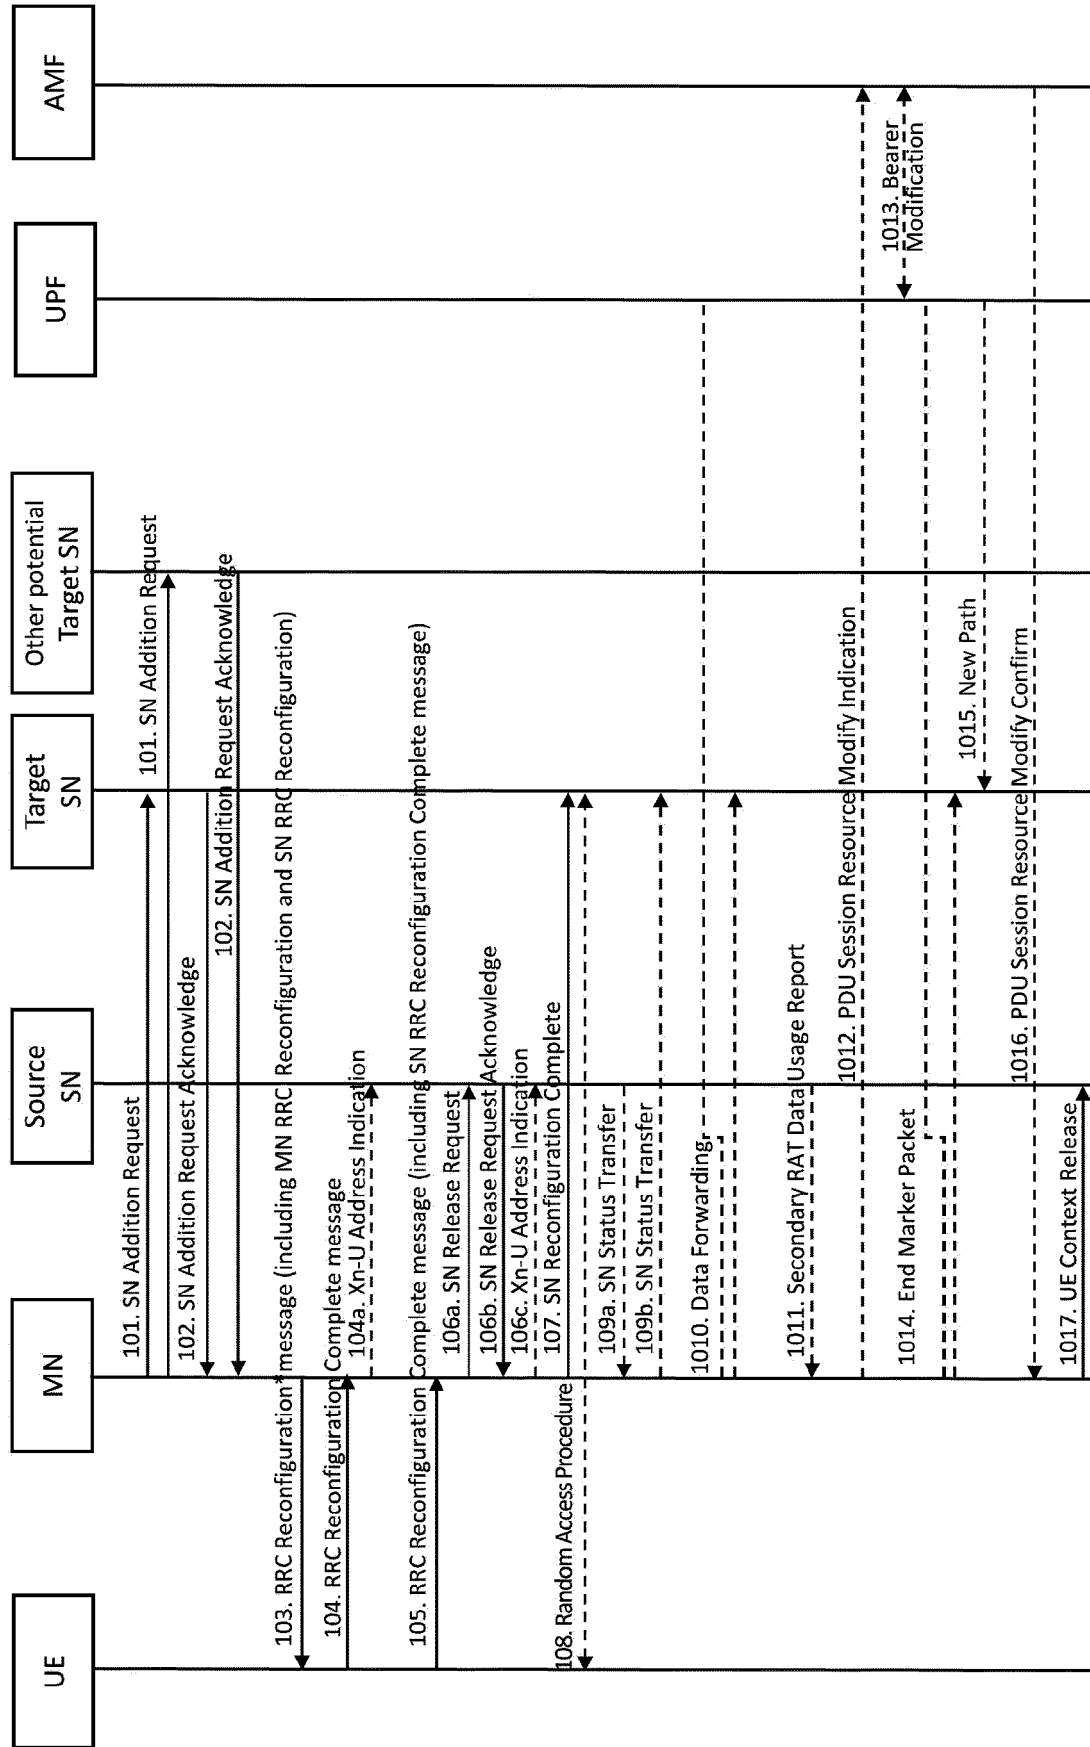 UE
MN
Source
SN
Target
SN
Other potential
Target SN
UPF
AMF
101. SN Addition Request
101. SN Addition Request
102. SN Addition Request Acknowledge
102. SN Addition Request Acknowledge
103. RRC Reconfiguration*message (including MN RRC Reconfiguration and SN RRC Reconfiguration)
104. RRC Reconfiguration Complete message
104a. Xn-U Address Indication
105. RRC Reconfiguration Complete message (including SN RRC Reconfiguration Complete message)
106a. SN Release Request
106b. SN Release Request Acknowledge
106c. Xn-U Address Indication
107. SN Reconfiguration Complete
108. Random Access Procedure
109a. SN Status Transfer
109b. SN Status Transfer
1010. Data Forwarding
1011. Secondary RAT Data Usage Report
1012. PDU Session Resource Modify Indication
1013. Bearer
Modification
1014. End Marker Packet
1015. New Path
1016. PDU Session Resource Modify Confirm
1017. UE Context Release